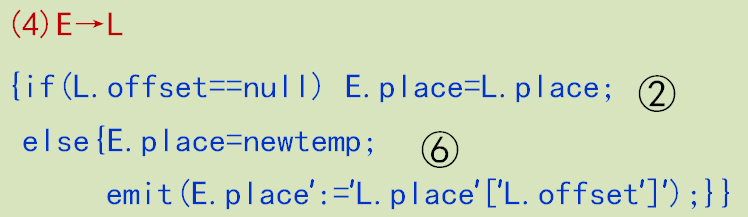 (4)E→L
{if(L.offset==null) E.place=L.place; ②
else{E.place=newtemp; ⑥
emit(E.place':='L.place'['L.offset']');}}